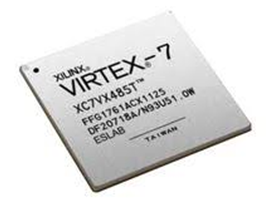 XILINX®
VIRTEX®-7
XC7VX485T™
FFG1761ACX1125
DF20718A/N93U51.0W
ESLAB
TAIWAN